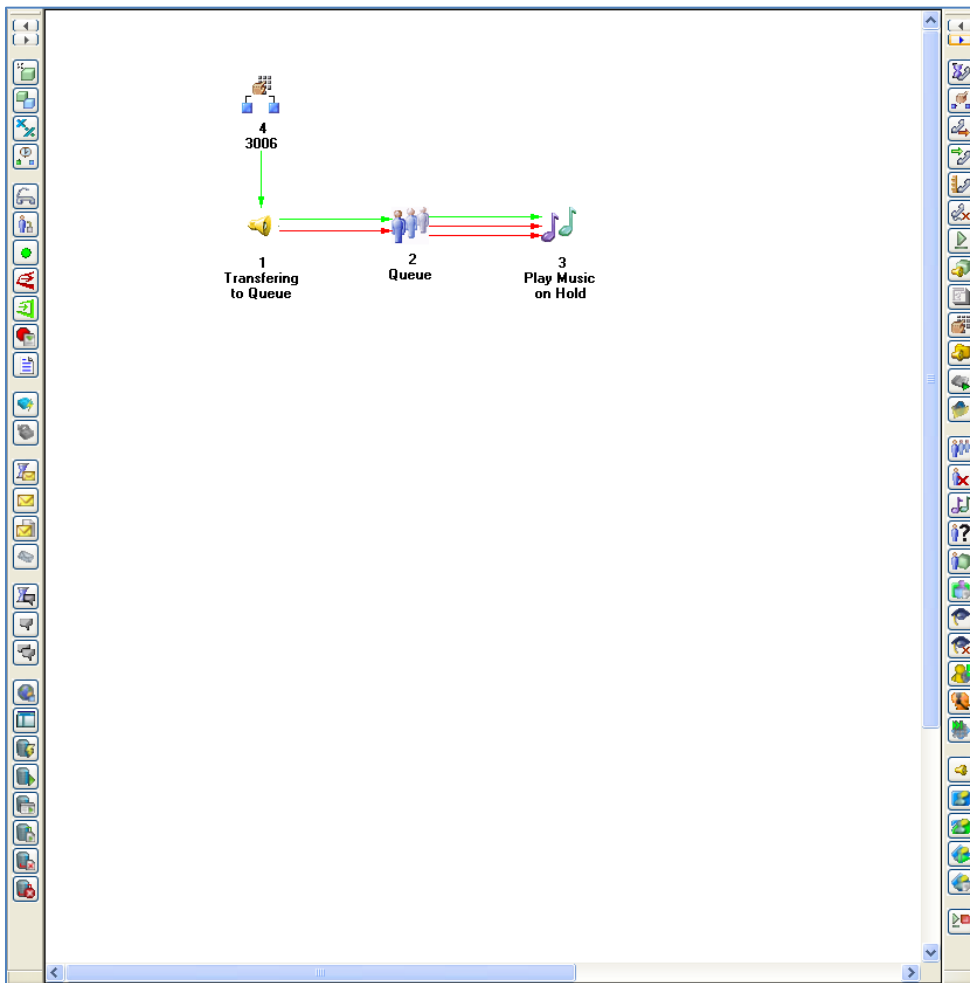 4
3006
1
Transfering
to Queue
2
Queue
3
Play Music
on Hold